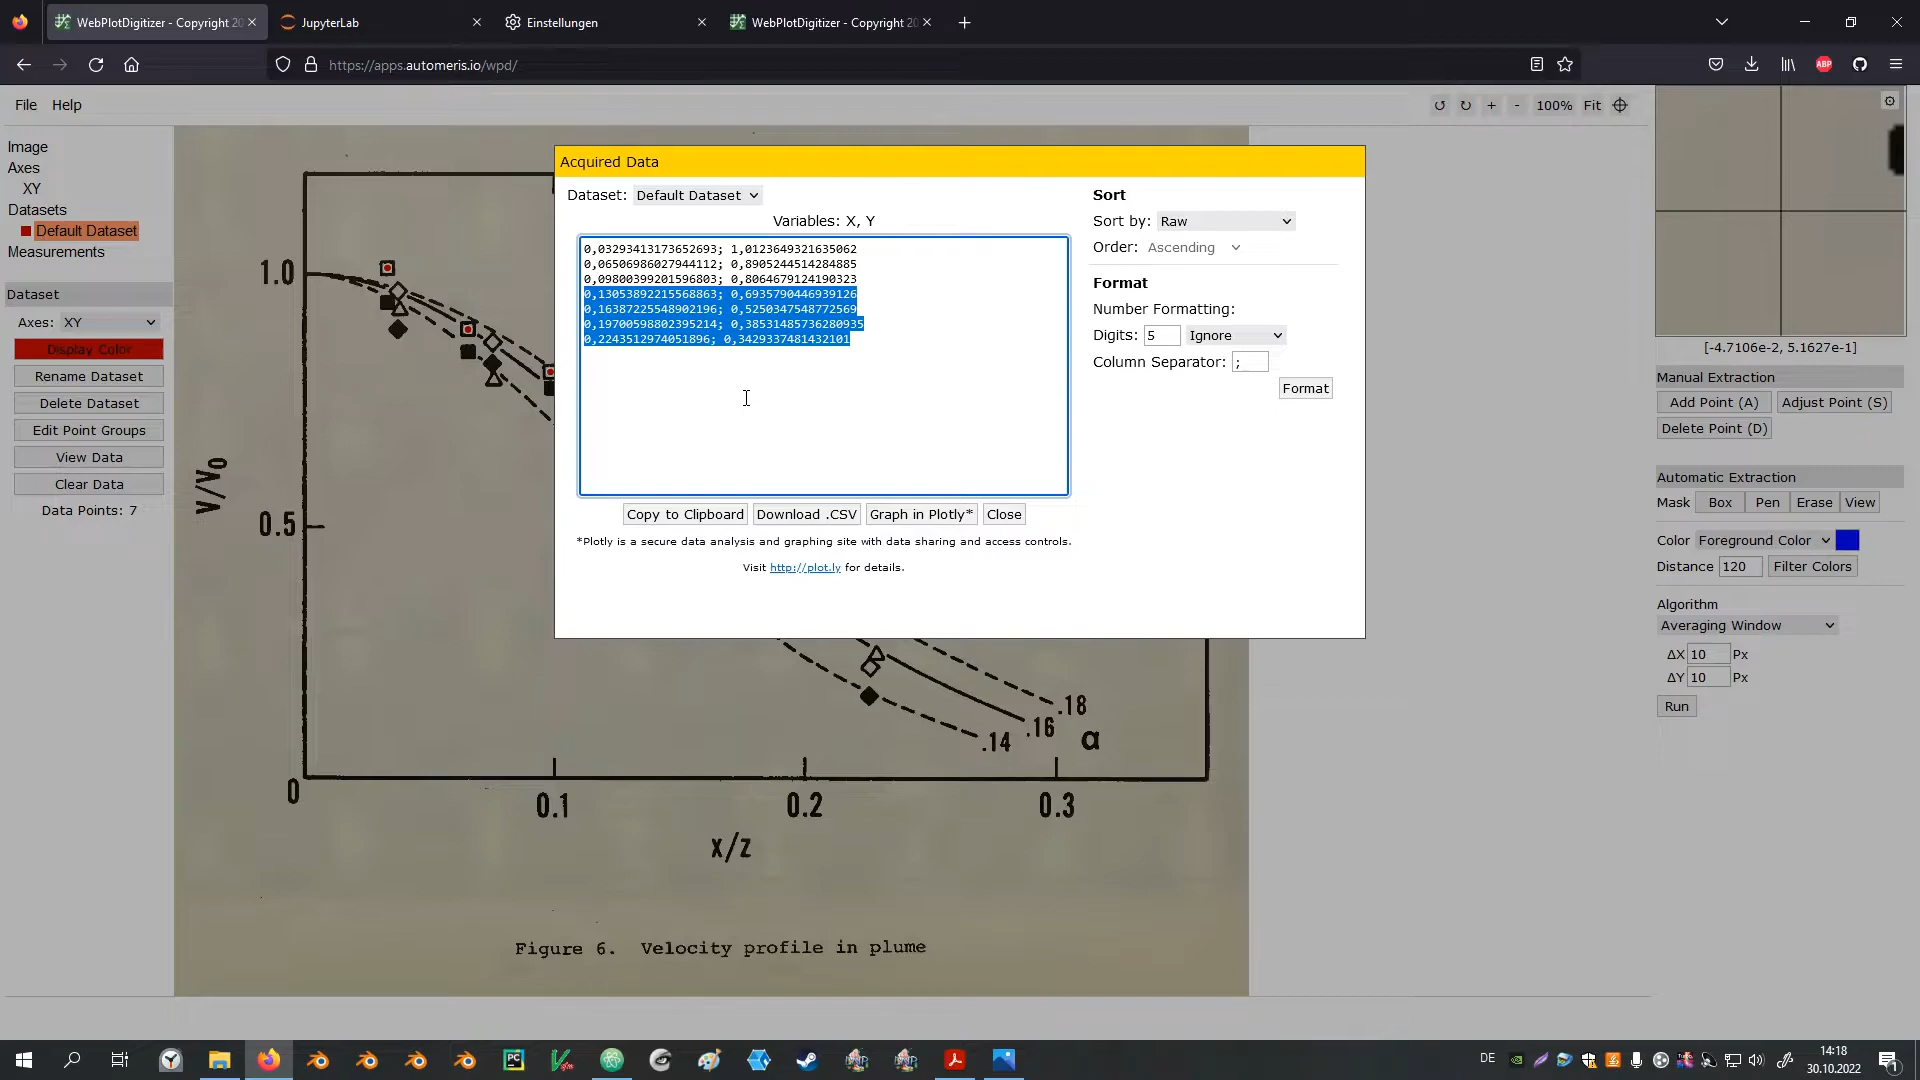 WebPlotDigitizer - Copyright 20
JupyterLab
Einstellungen
WebPlotDigitizer - Copyright 20
https://apps.automeris.io/wpd/
ABP
File
Help
100%
Fit
Image
Axes
XY
Datasets
Default Dataset
Measurements
Dataset
Axes: XY
Display Color
Rename Dataset
Delete Dataset
Edit Point Groups
View Data
Clear Data
Data Points: 7
1.0
V/V0
0.5
0
0.1
0.2
0.3
x/z
.18
.16
.14
α
Figure 6. Velocity profile in plume
Acquired Data
Dataset: Default Dataset
Variables: X, Y
0,03293413173652693; 1,0123649321635062
0,06506986027944112; 0,8905244514284885
0,09800399201596803; 0,8064679124190323
0,13053892215568863; 0,6935790446939126
0,16387225548902196; 0,5250347548772569
0,19700598802395214; 0,38531485736280935
0,2243512974051896; 0,3429337481432101
Copy to Clipboard
Download .CSV
Graph in Plotly*
Close
*Plotly is a secure data analysis and graphing site with data sharing and access controls.
Visit http://plot.ly for details.
Sort
Sort by: Raw
Order: Ascending
Format
Number Formatting:
Digits: 5 Ignore
Column Separator: ;
Format
[-4.7106e-2, 5.1627e-1]
Manual Extraction
Add Point (A)
Adjust Point (S)
Delete Point (D)
Automatic Extraction
Mask Box Pen Erase View
Color Foreground Color
Distance 120 Filter Colors
Algorithm
Averaging Window
ΔX 10 Px
ΔY 10 Px
Run
PC
DE
14:18
30.10.2022
1